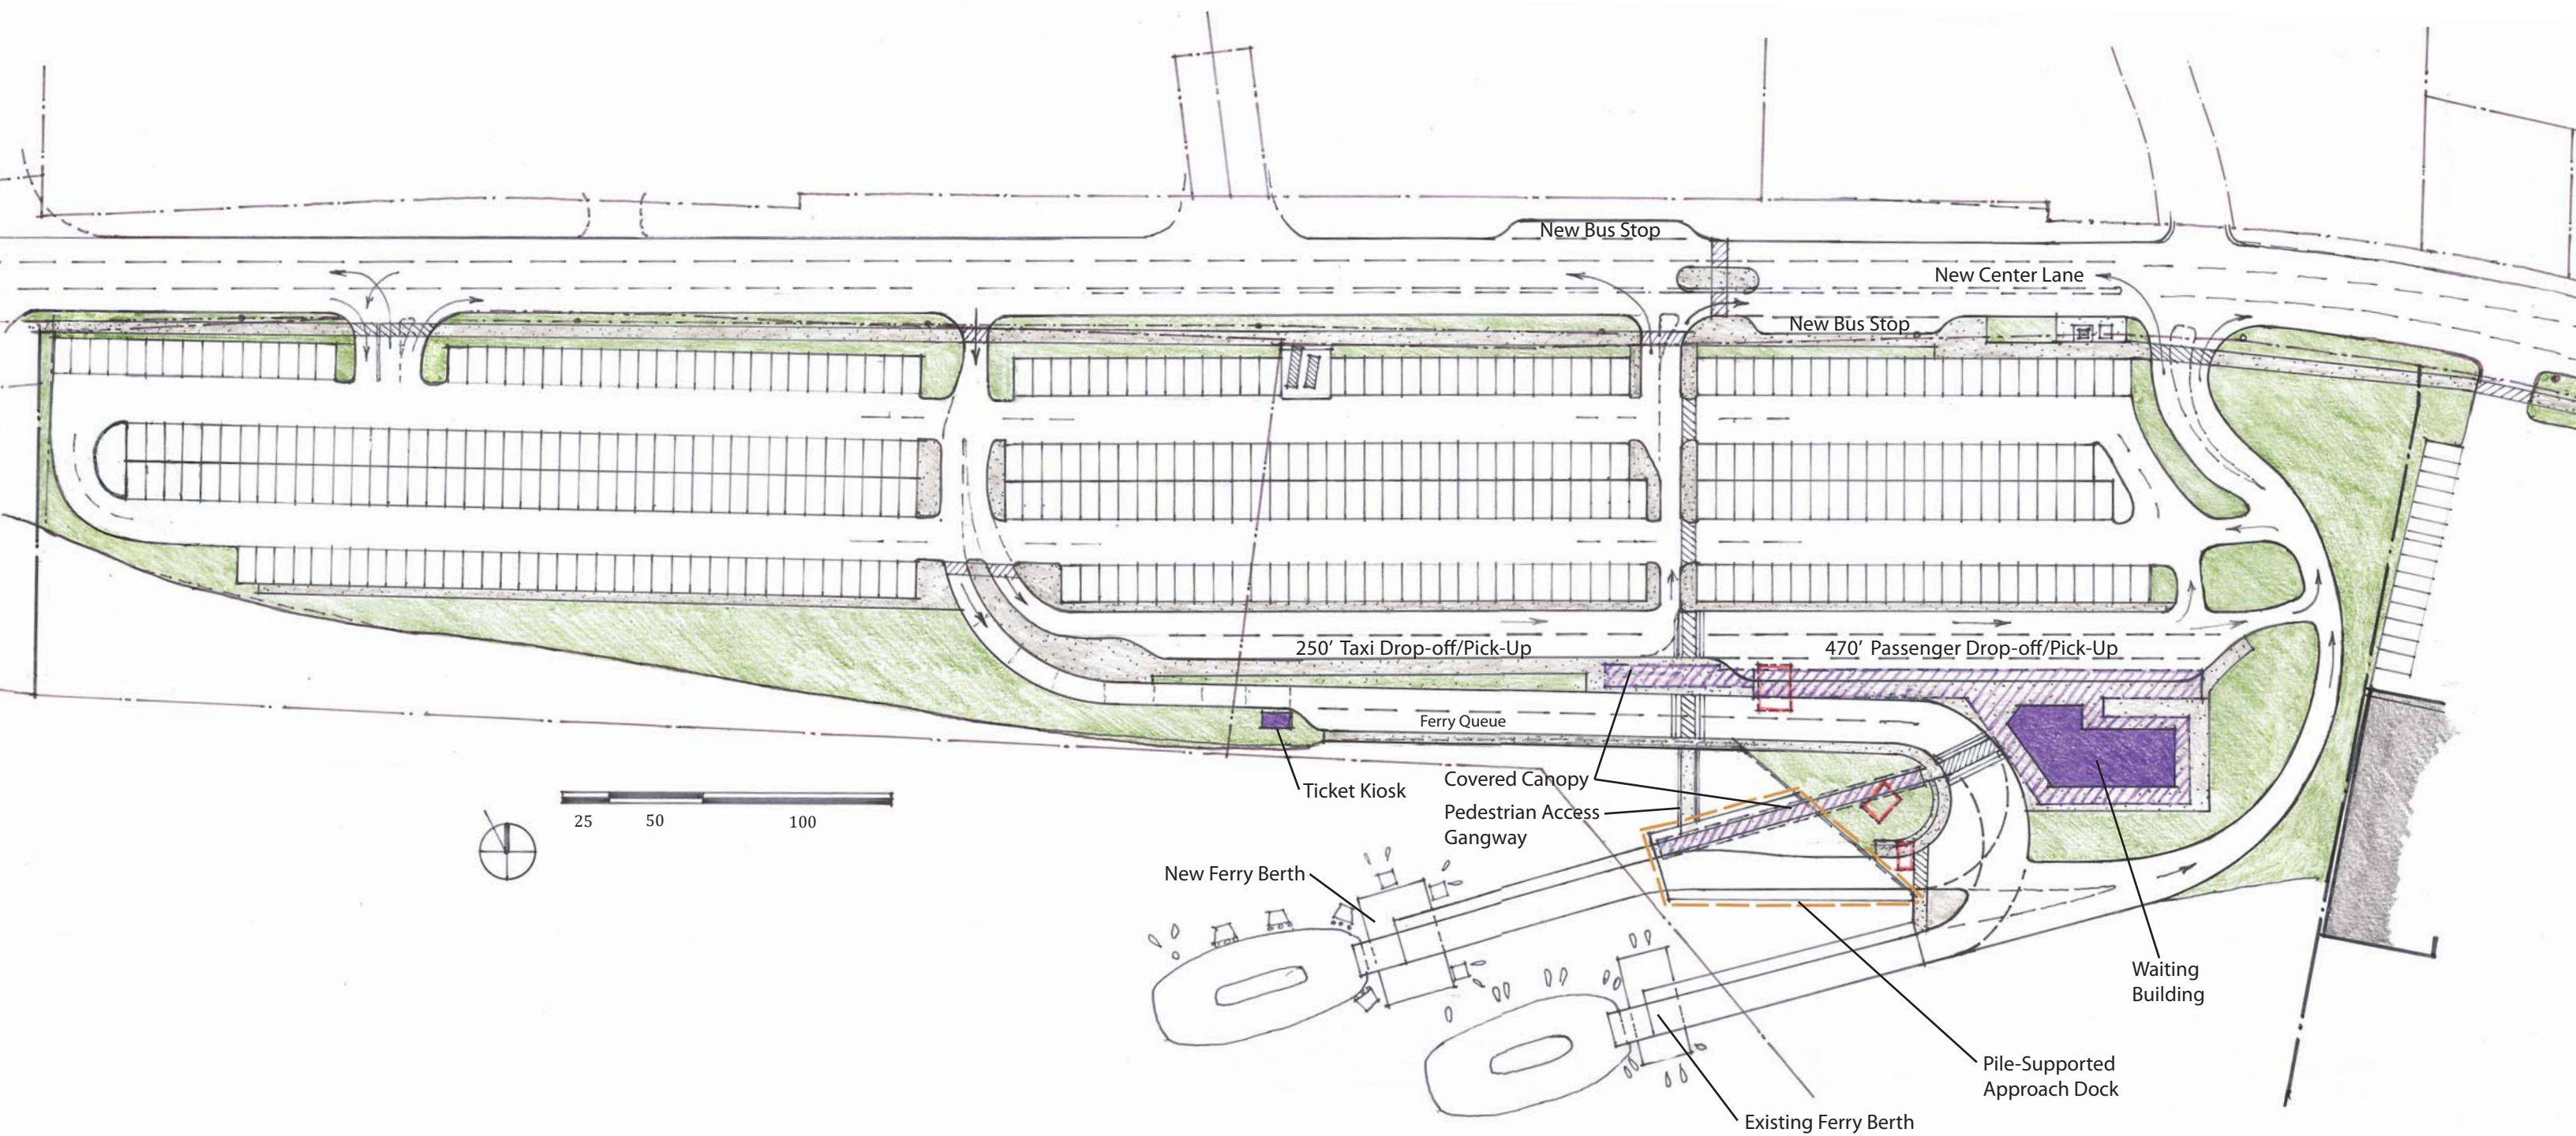 New Bus Stop
New Center Lane
New Bus Stop
250’ Taxi Drop-off/Pick-Up
470’ Passenger Drop-off/Pick-Up
Ferry Queue
Ticket Kiosk
Covered Canopy
Pedestrian Access
Gangway
25
50
100
New Ferry Berth
Waiting
Building
Pile-Supported
Approach Dock
Existing Ferry Berth